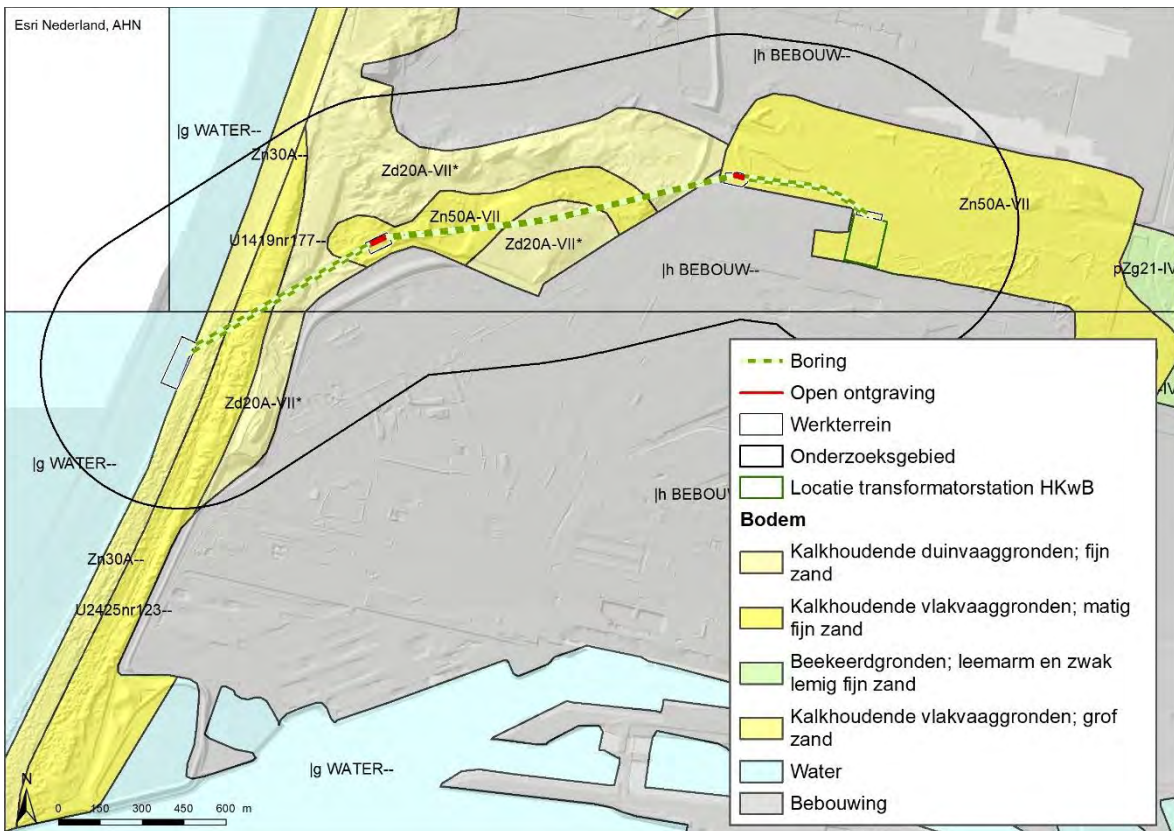 Esri Nederland, AHN
|h BEBOUW--
|g WATER--
Zn30A--
Zd20A-VII*
Zn50A-VII
Zn50A-VII
U1419nr177--
Zd20A-VII*
|h BEBOUW--
pZg21-IV
Zd20A-VII*
|g WATER--
|h BEBOUW
Zn30A--
U2425nr123--
|g WATER--
N
0 150 300 450 600 m
Boring
Open ontgraving
Werkterrein
Onderzoeksgebied
Locatie transformatorstation HKwB
Bodem
Kalkhoudende duinvaaggronden; fijn
zand
Kalkhoudende vlakvaaggronden; matig
fijn zand
Beekeerdgronden; leemarm en zwak
lemig fijn zand
Kalkhoudende vlakvaaggronden; grof
zand
Water
Bebouwing